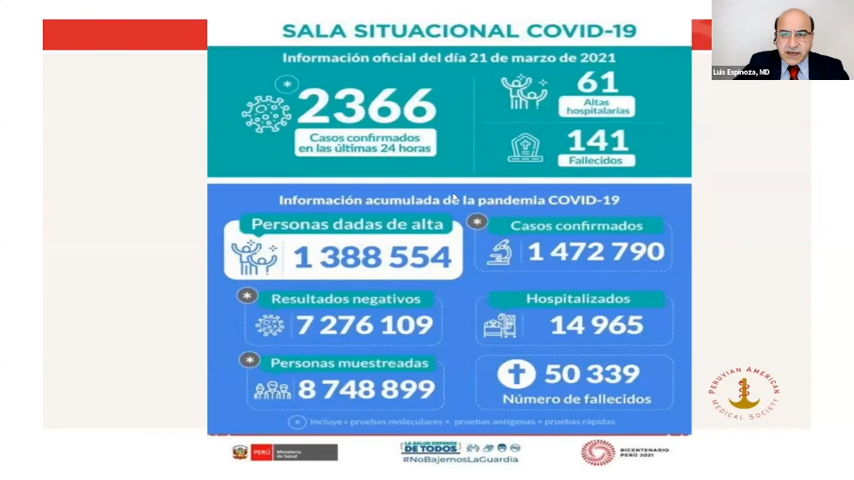 SALA SITUACIONAL COVID-19
Luis Espinoza, MD
Información oficial del día 21 de marzo de 2021
*
2366
Casos confirmados
en las últimas 24 horas
61
Altas
hospitalarias
141
Fallecidos
Información acumulada de la pandemia COVID-19
Personas dadas de alta
1 388 554
*
Casos confirmados
1 472 790
*
Resultados negativos
7 276 109
Hospitalizados
14 965
*
Personas muestreadas
8 748 899
50 339
Número de fallecidos
* Incluye • pruebas moleculares + pruebas antígenas + pruebas rápidas
PERUVIAN AMERICAN
MEDICAL SOCIETY
PERÚ
Ministerio
de Salud
LA SALUD DEPENDE
DE TODOS
#NoBajemosLaGuardia
BICENTENARIO
PERÚ 2021